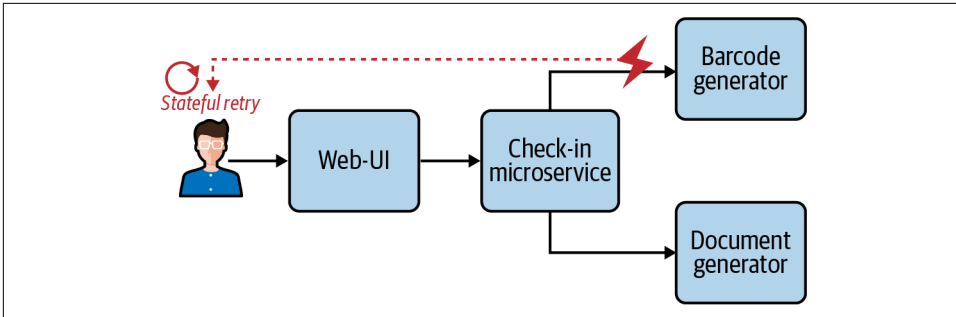 Stateful retry
Web-UI
Check-in
microservice
Barcode
generator
Document
generator